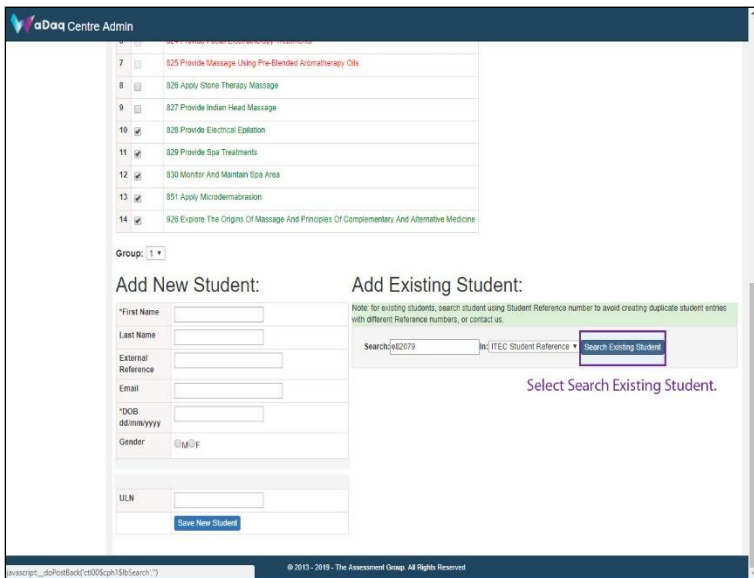 aDaq Centre Admin
6 824 Provide Facial Electrotherapy Treatments
7 825 Provide Massage Using Pre-Blended Aromatherapy Oils
8 826 Apply Stone Therapy Massage
9 827 Provide Indian Head Massage
10 828 Provide Electrical Epilation
11 829 Provide Spa Treatments
12 830 Monitor And Maintain Spa Area
13 851 Apply Microdermabrasion
14 926 Explore The Origins Of Massage And Principles Of Complementary And Alternative Medicine
Group: 1
Add New Student:
*First Name
Last Name
External
Reference
Email
*DOB
dd/mm/yyyy
Gender M F
ULN
Save New Student
Add Existing Student:
Note: for existing students, search student using Student Reference number to avoid creating duplicate student entries
with different Reference numbers, or contact us.
Search: e82079 In: ITEC Student Reference Search Existing Student
Select Search Existing Student.
javascript:__doPostBack('ctl00$cph1$lbSearch','')
© 2013 - 2019 - The Assessment Group. All Rights Reserved